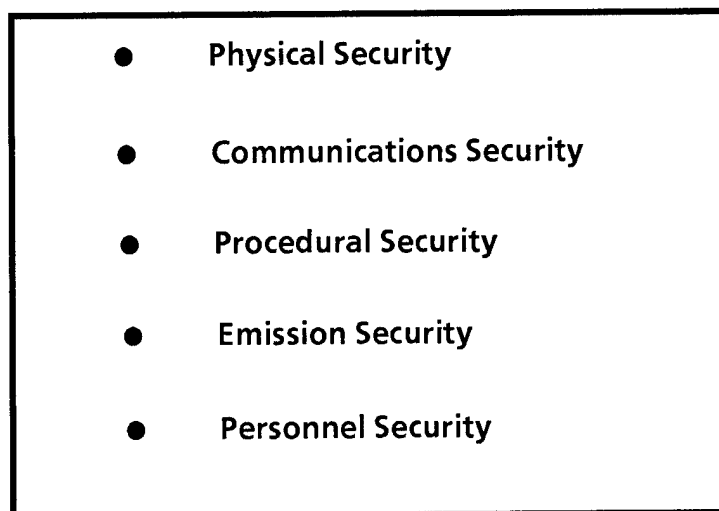 ● Physical Security
● Communications Security
● Procedural Security
● Emission Security
● Personnel Security